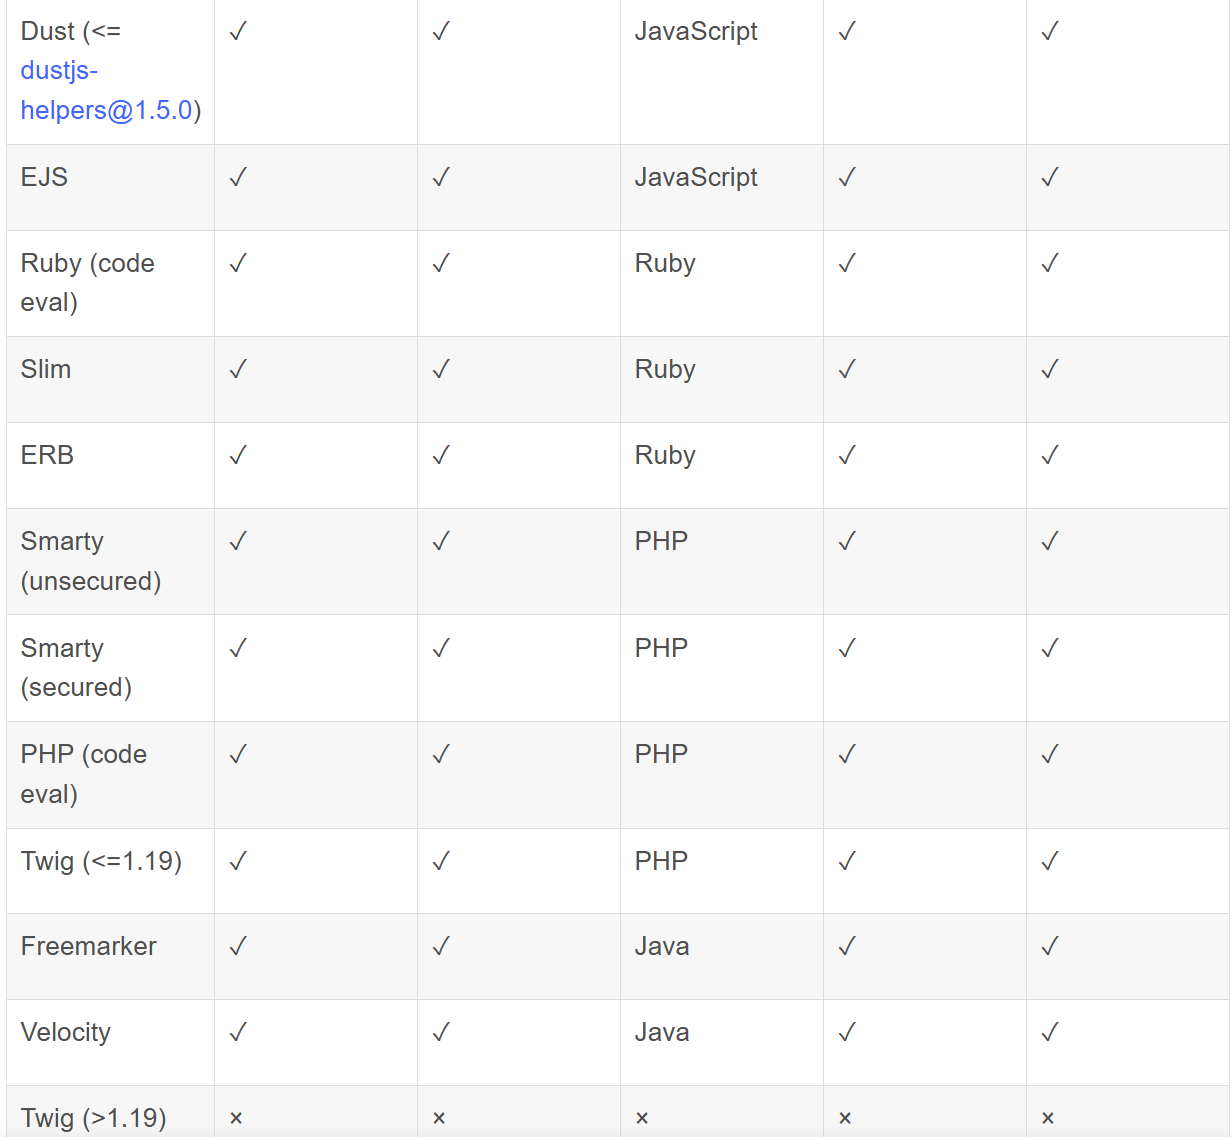 Dust (<= ✓ ✓ JavaScript ✓ ✓
dustjs-
helpers@1.5.0)
EJS ✓ ✓ JavaScript ✓ ✓
Ruby (code ✓ ✓ Ruby ✓ ✓
eval)
Slim ✓ ✓ Ruby ✓ ✓
ERB ✓ ✓ Ruby ✓ ✓
Smarty ✓ ✓ PHP ✓ ✓
(unsecured)
Smarty ✓ ✓ PHP ✓ ✓
(secured)
PHP (code ✓ ✓ PHP ✓ ✓
eval)
Twig (<=1.19) ✓ ✓ PHP ✓ ✓
Freemarker ✓ ✓ Java ✓ ✓
Velocity ✓ ✓ Java ✓ ✓
Twig (>1.19) × × × × ×